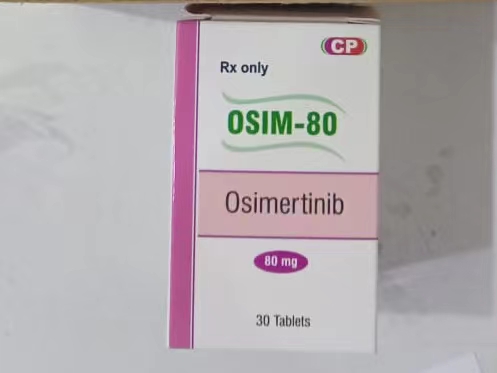 CP
Rx only
OSIM-80
Osimertinib
80 mg
30 Tablets